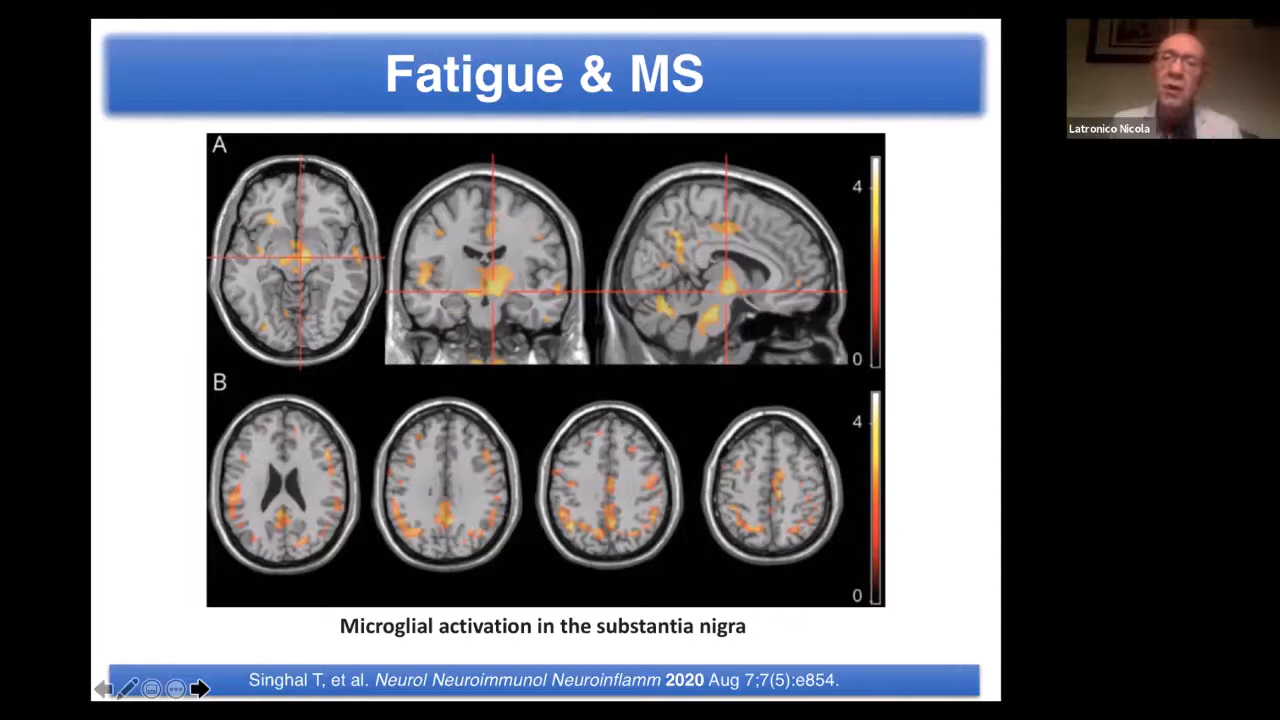 Fatigue & MS
Latronico Nicola
A
4
0
B
4
0
Microglial activation in the substantia nigra
Singhal T, et al. Neurol Neuroimmunol Neuroinflamm 2020 Aug 7;7(5):e854.